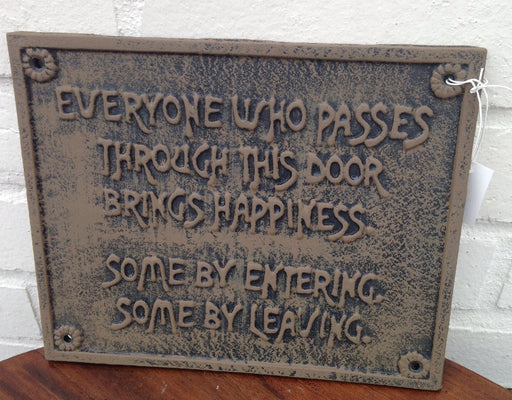 EVERYONE WHO PASSES
THROUGH THIS DOOR
BRINGS HAPPINESS.
SOME BY ENTERING.
SOME BY LEAVING.